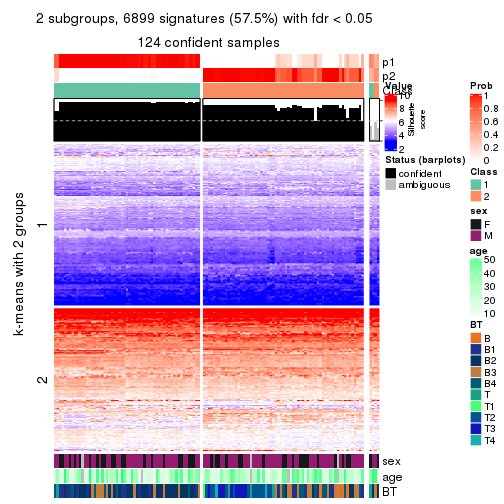 2 subgroups, 6899 signatures (57.5%) with fdr < 0.05
124 confident samples
p1
p2
Class
Silhouette
score
k-means with 2 groups
1
2
sex
age
BT
Value
10
8
6
4
2
Status (barplots)
confident
ambiguous
Prob
1
0.8
0.6
0.4
0.2
0
Class
1
2
sex
F
M
age
50
40
30
20
10
BT
B
B1
B2
B3
B4
T
T1
T2
T3
T4